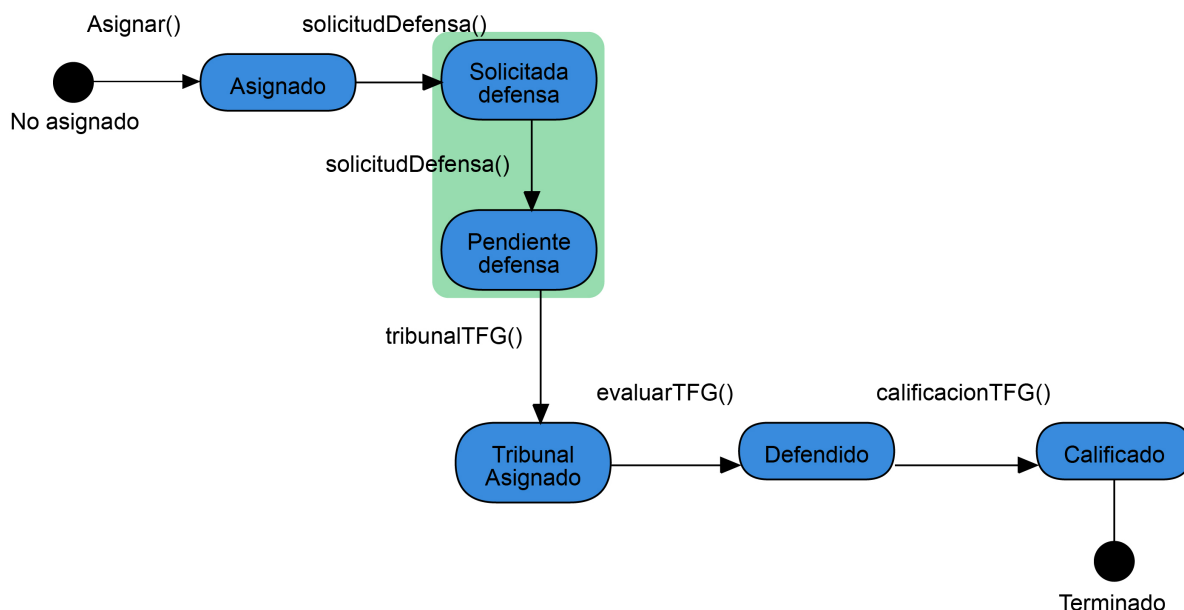 Asignar()
solicitudDefensa()
Asignado
Solicitada
defensa
No asignado
solicitudDefensa()
Pendiente
defensa
tribunalTFG()
evaluarTFG()
calificacionTFG()
Tribunal
Asignado
Defendido
Calificado
Terminado